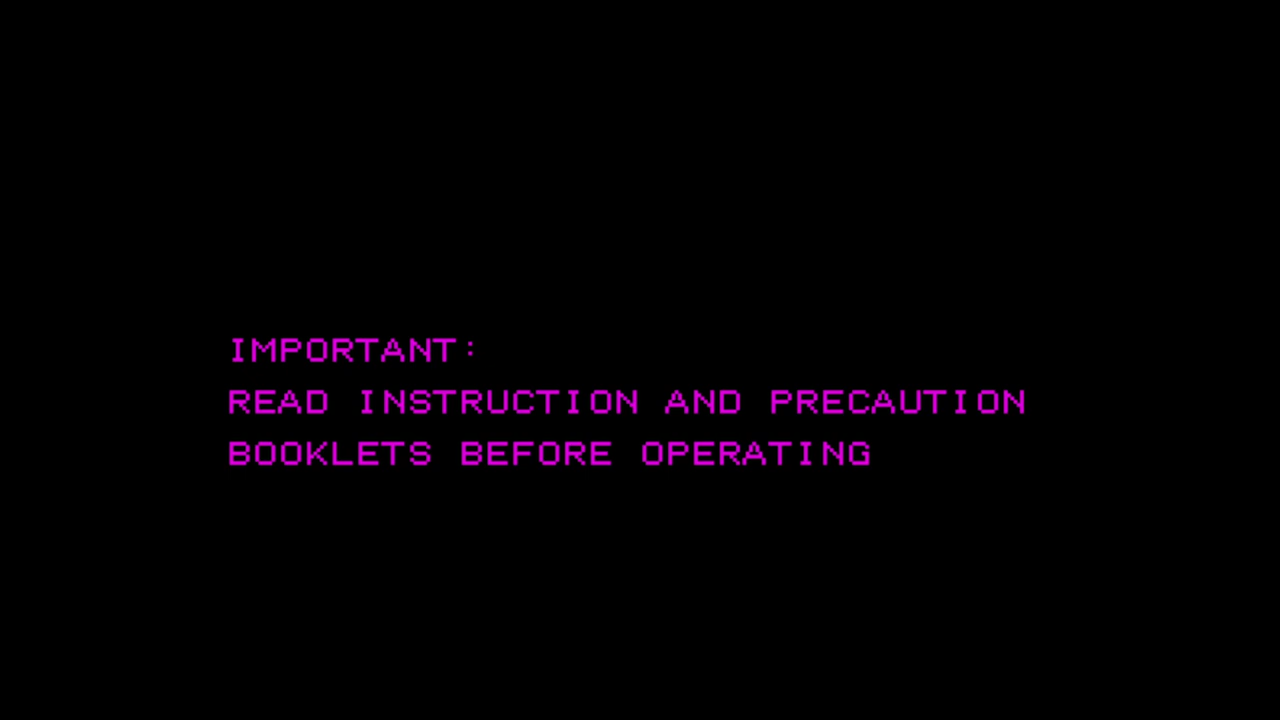 IMPORTANT:
READ INSTRUCTION AND PRECAUTION
BOOKLETS BEFORE OPERATING